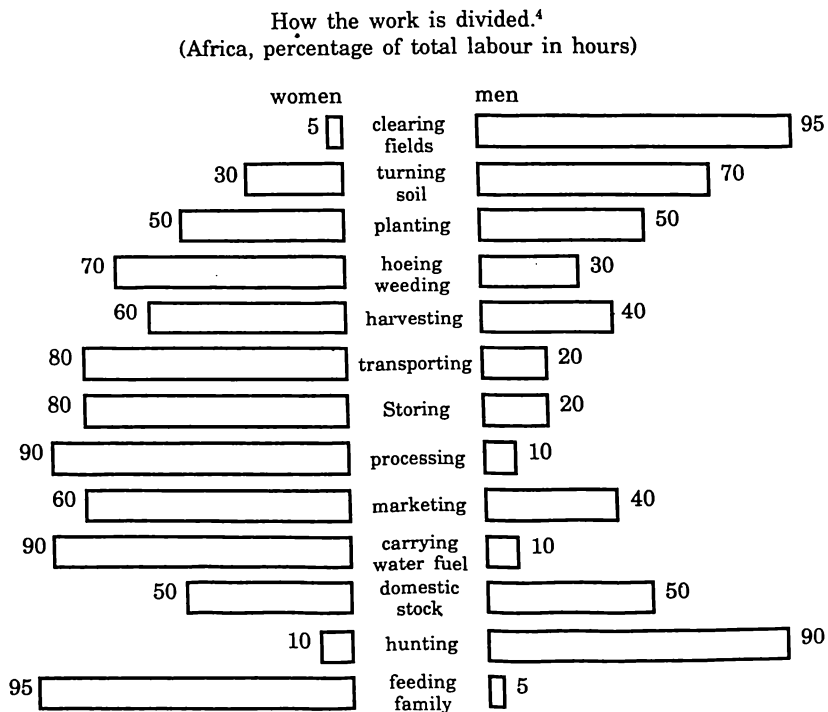 How the work is divided.⁴
(Africa, percentage of total labour in hours)
women men
5 clearing fields 95
30 turning soil 70
50 planting 50
70 hoeing weeding 30
60 harvesting 40
80 transporting 20
80 Storing 20
90 processing 10
60 marketing 40
90 carrying water fuel 10
50 domestic stock 50
10 hunting 90
95 feeding family 5